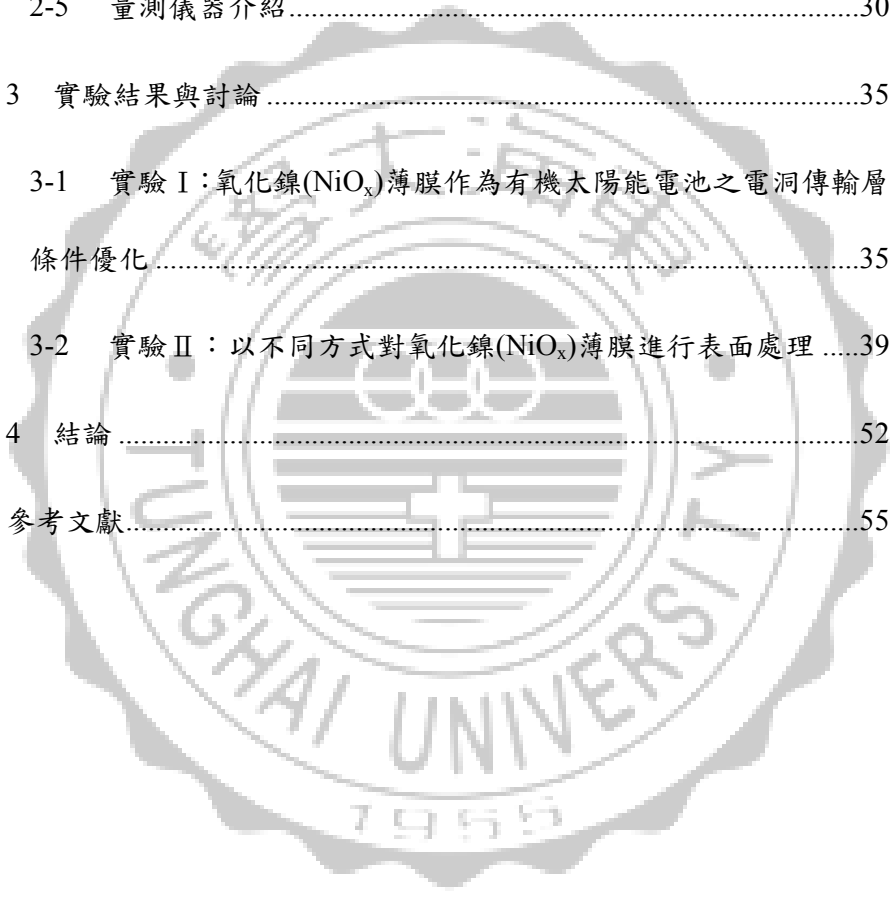 2-5 量測儀器介紹..........30
3 實驗結果與討論..........35
3-1 實驗Ⅰ：氧化鎳(NiOx)薄膜作為有機太陽能電池之電洞傳輸層
條件優化..........35
3-2 實驗Ⅱ：以不同方式對氧化鎳(NiOx)薄膜進行表面處理.....39
4 結論..........52
參考文獻..........55
TUNGHAI UNIVERSITY
1955